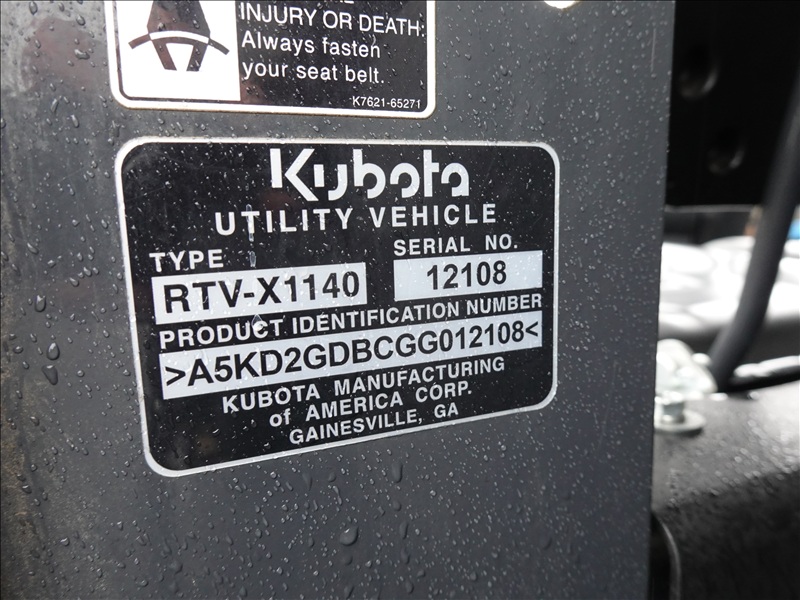 INJURY OR DEATH:
Always fasten
your seat belt.
K7621-65271
Kubota
UTILITY VEHICLE
TYPE
SERIAL NO.
RTV-X1140
12108
PRODUCT IDENTIFICATION NUMBER
>A5KD2GDBCGG012108<
KUBOTA MANUFACTURING
of AMERICA CORP.
GAINESVILLE, GA